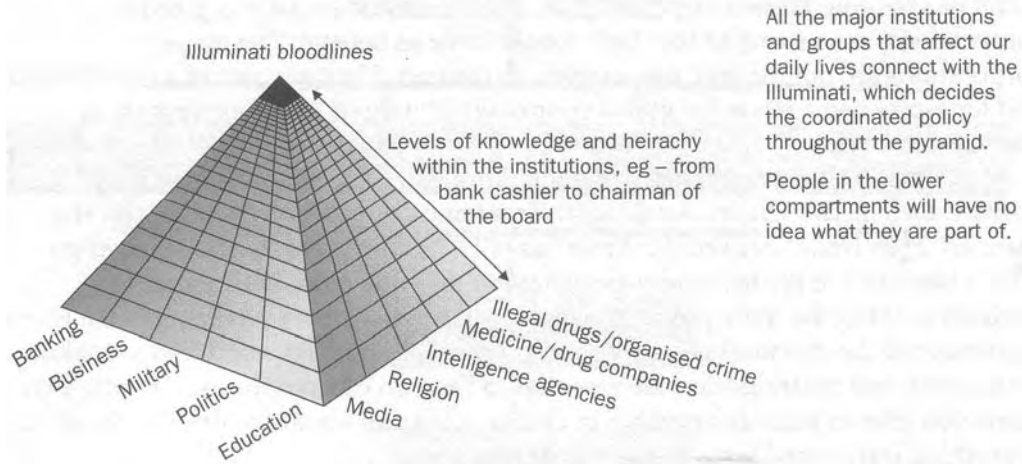 Illuminati bloodlines
Levels of knowledge and neirachy
within the institutions, eg – from
bank cashier to chairman of
the board
All the major institutions
and groups that affect our
daily lives connect with the
Illuminati, which decides
the coordinated policy
throughout the pyramid.
People in the lower
compartments will have no
idea what they are part of.
Banking
Business
Military
Politics
Education
Media
Religion
Intelligence agencies
Medicine/drug companies
Illegal drugs/organised crime